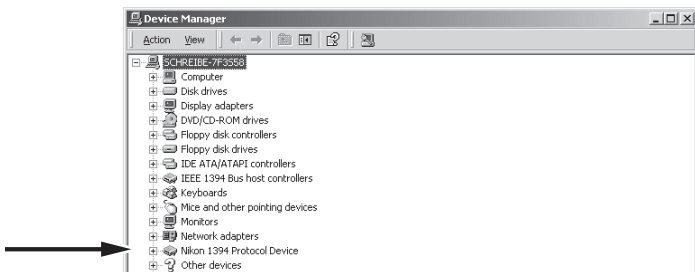 Device Manager
Action View
SCHREIBE-7F3558
Computer
Disk drives
Display adapters
DVD/CD-ROM drives
Floppy disk controllers
Floppy disk drives
IDE ATA/ATAPI controllers
IEEE 1394 Bus host controllers
Keyboards
Mice and other pointing devices
Monitors
Network adapters
Nikon 1394 Protocol Device
Other devices